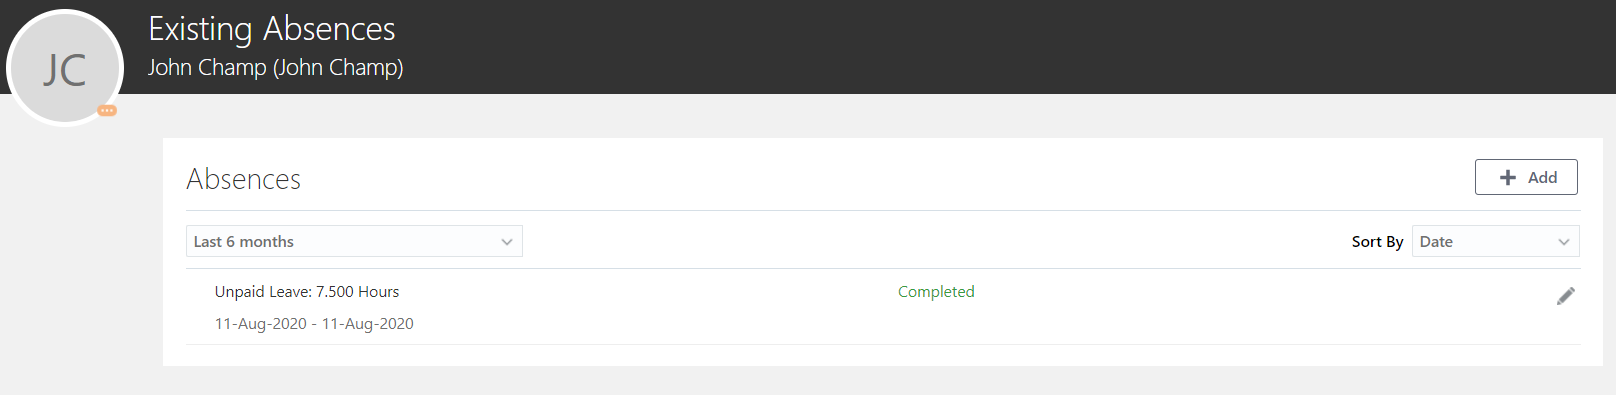 JC
Existing Absences
John Champ (John Champ)
Absences
Add
Last 6 months
Sort By Date
Unpaid Leave: 7.500 Hours Completed
11-Aug-2020 - 11-Aug-2020